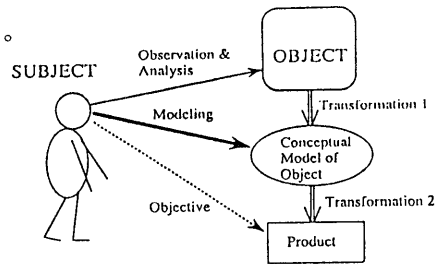 SUBJECT
Observation &
Analysis
OBJECT
Transformation 1
Modeling
Conceptual
Model of
Object
Transformation 2
Objective
Product